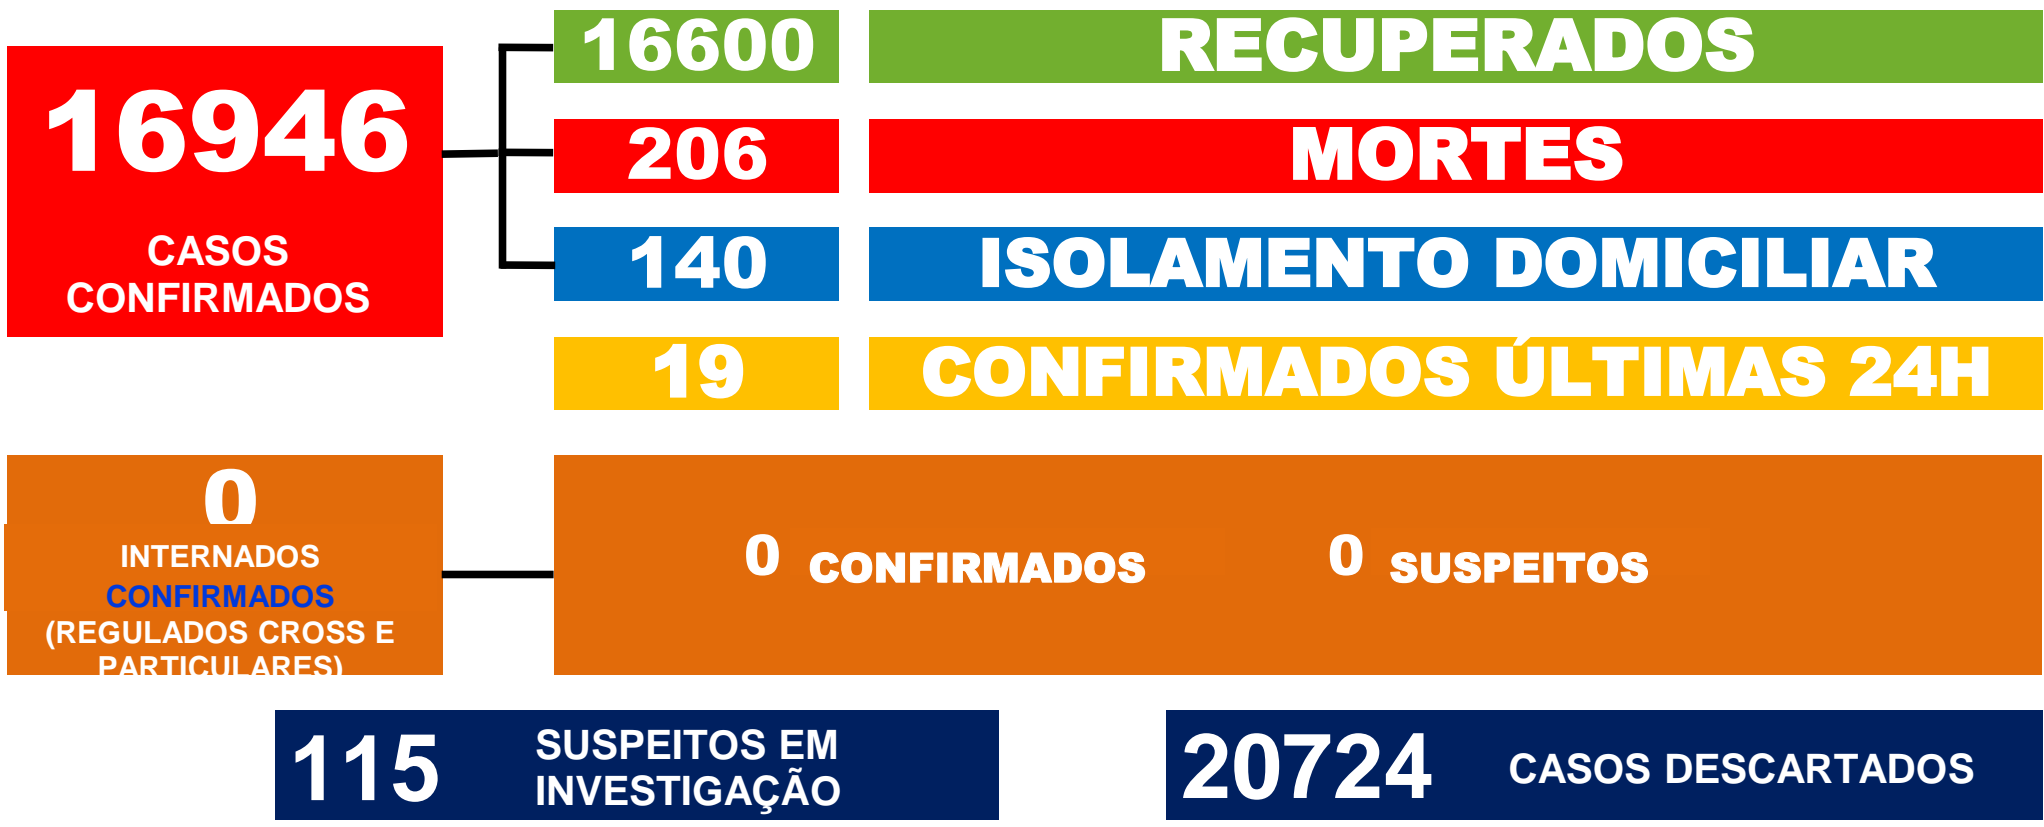 16946
CASOS
CONFIRMADOS
16600 RECUPERADOS
206 MORTES
140 ISOLAMENTO DOMICILIAR
19 CONFIRMADOS ÚLTIMAS 24H
0
INTERNADOS
CONFIRMADOS
(REGULADOS CROSS E
PARTICULARES)
0 CONFIRMADOS 0 SUSPEITOS
115 SUSPEITOS EM
INVESTIGAÇÃO
20724 CASOS DESCARTADOS